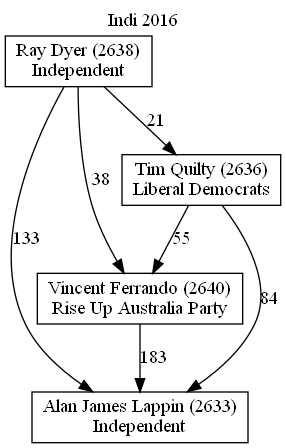 Indi 2016
Ray Dyer (2638)
Independent
21
Tim Quilty (2636)
Liberal Democrats
38
133
55
84
Vincent Ferrando (2640)
Rise Up Australia Party
183
Alan James Lappin (2633)
Independent